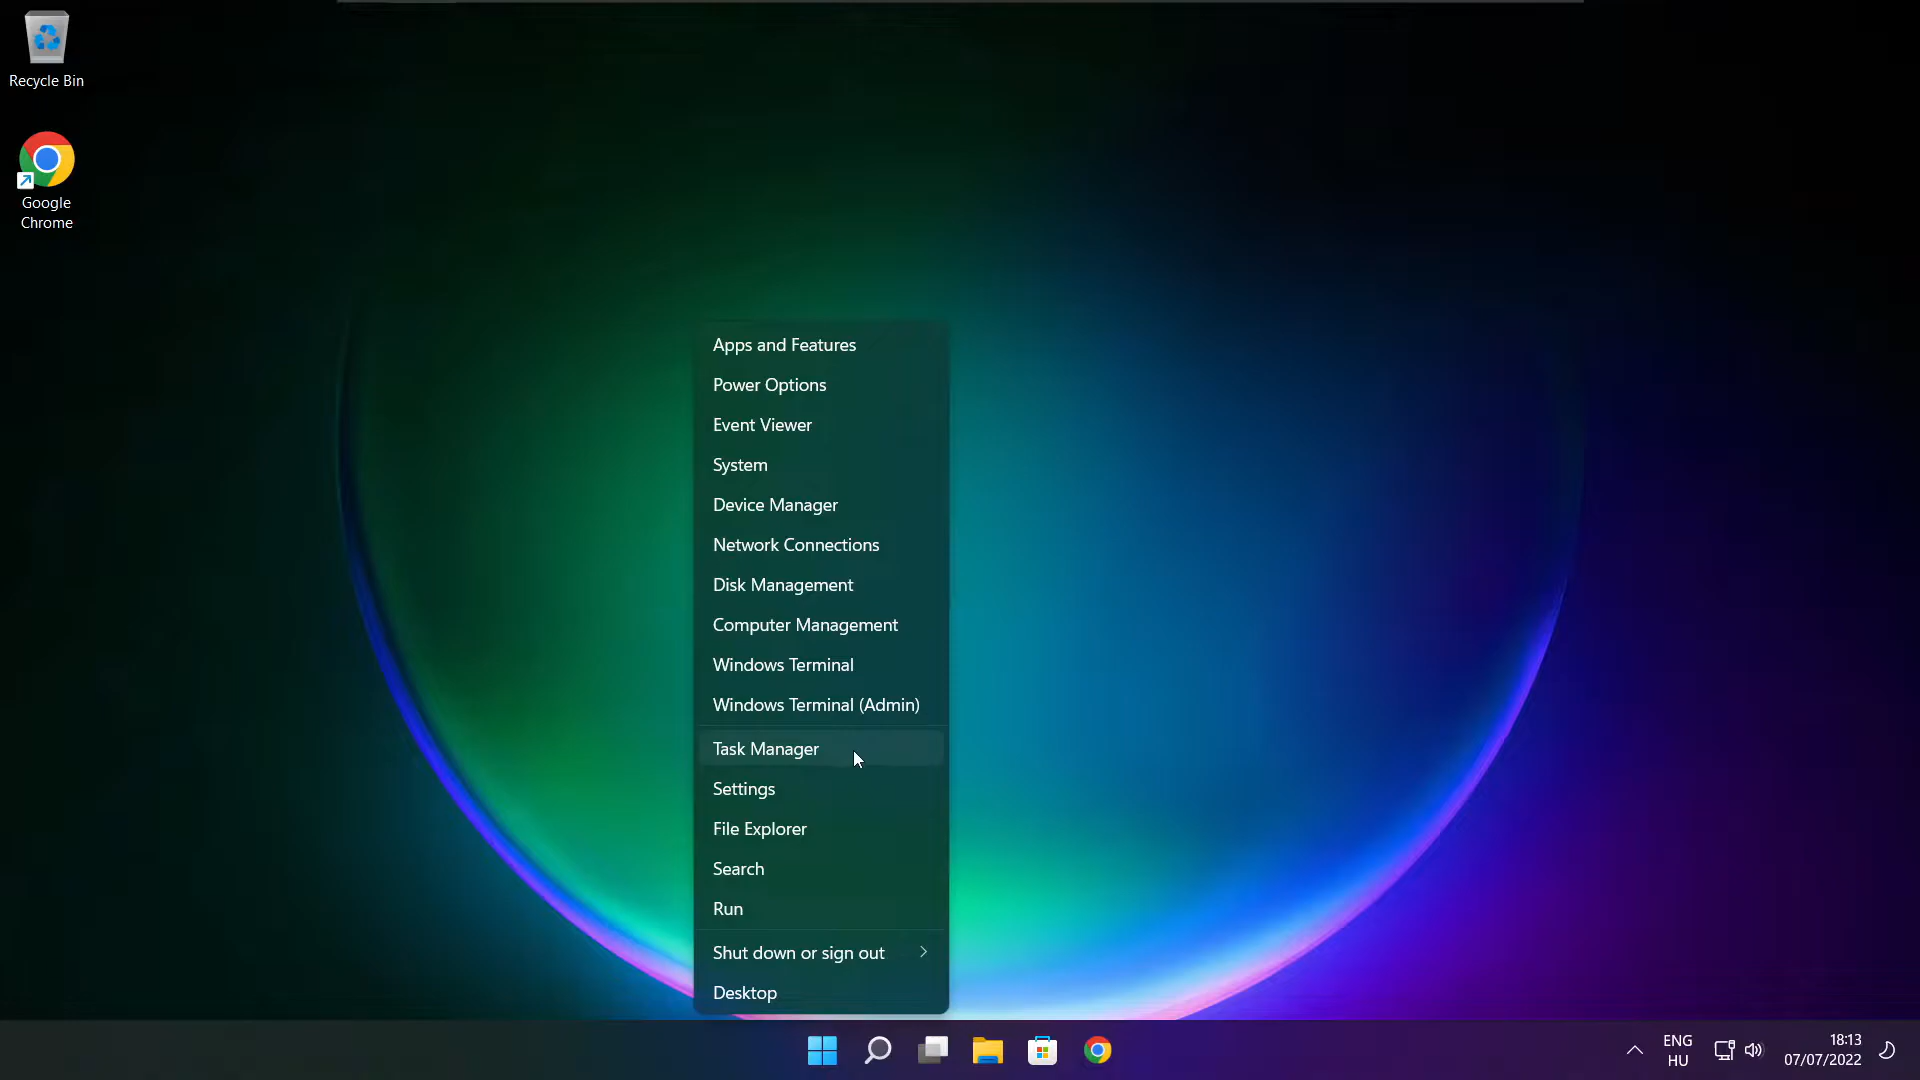 Recycle Bin
Google
Chrome
Apps and Features
Power Options
Event Viewer
System
Device Manager
Network Connections
Disk Management
Computer Management
Windows Terminal
Windows Terminal (Admin)
Task Manager
Settings
File Explorer
Search
Run
Shut down or sign out
Desktop
ENG
HU
18:13
07/07/2022